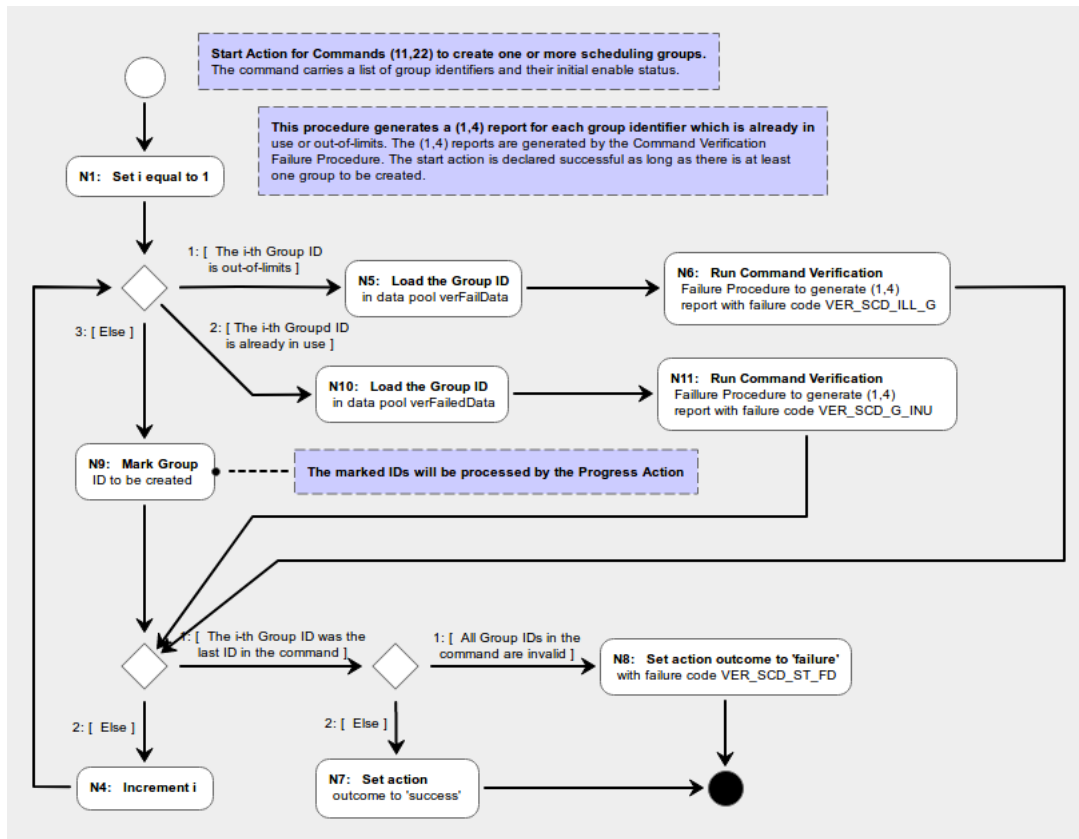 Start Action for Commands (11,22) to create one or more scheduling groups.
The command carries a list of group identifiers and their initial enable status.
This procedure generates a (1,4) report for each group identifier which is already in
use or out-of-limits. The (1,4) reports are generated by the Command Verification
Failure Procedure. The start action is declared successful as long as there is at least
one group to be created.
N1: Set i equal to 1
1: [ The i-th Group ID
is out-of-limits ]
N5: Load the Group ID
in data pool verFailData
N6: Run Command Verification
Failure Procedure to generate (1,4)
report with failure code VER_SCD_ILL_G
3: [ Else ]
2: [ The i-th Groupd ID
is already in use ]
N10: Load the Group ID
in data pool verFailedData
N11: Run Command Verification
Faillure Procedure to generate (1,4)
report with failure code VER_SCD_G_INU
N9: Mark Group
ID to be created
The marked IDs will be processed by the Progress Action
1: [ The i-th Group ID was the
last ID in the command ]
1: [ All Group IDs in the
command are invalid ]
N8: Set action outcome to 'failure'
with failure code VER_SCD_ST_FD
2: [ Else ]
2: [ Else ]
N4: Increment i
N7: Set action
outcome to 'success'